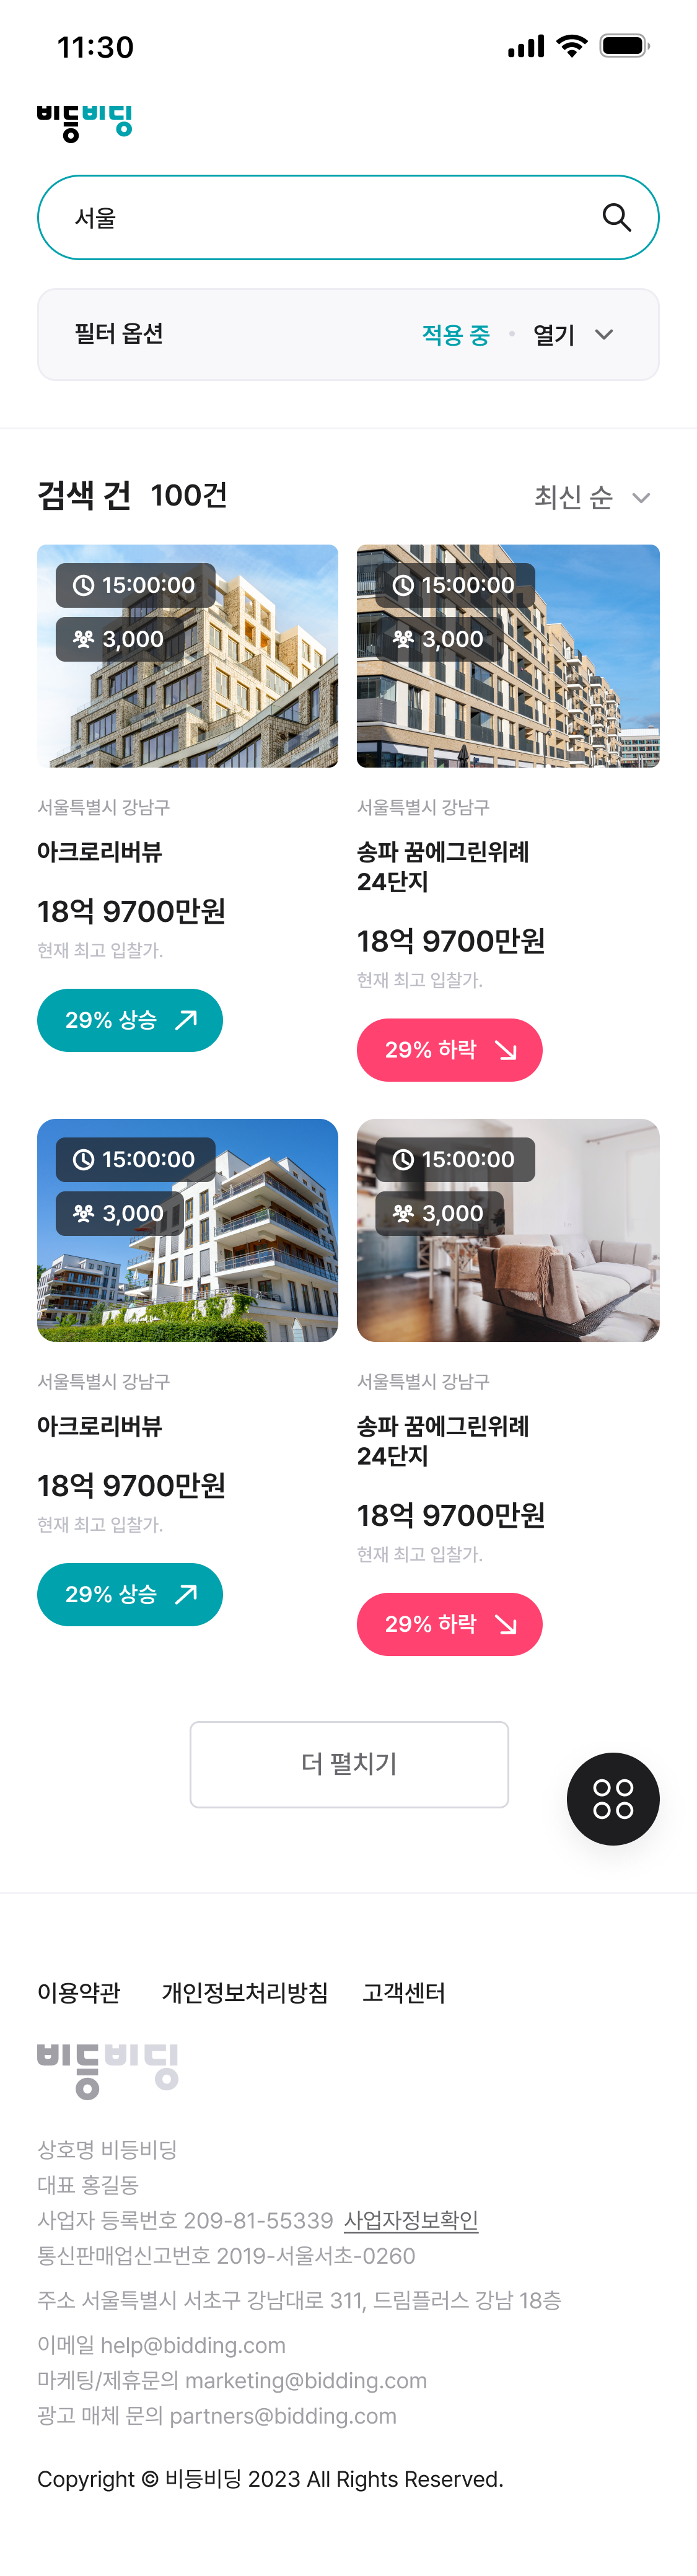 11:30
비등비딩
서울
필터 옵션 적용 중 • 열기
검색 건 100건 최신 순
15:00:00
3,000
15:00:00
3,000
서울특별시 강남구
아크로리버뷰
18억 9700만원
현재 최고 입찰가.
29% 상승
서울특별시 강남구
송파 꿈에그린위례
24단지
18억 9700만원
현재 최고 입찰가.
29% 하락
15:00:00
3,000
15:00:00
3,000
서울특별시 강남구
아크로리버뷰
18억 9700만원
현재 최고 입찰가.
29% 상승
서울특별시 강남구
송파 꿈에그린위례
24단지
18억 9700만원
현재 최고 입찰가.
29% 하락
더 펼치기
이용약관 개인정보처리방침 고객센터
비등비딩
상호명 비등비딩
대표 홍길동
사업자 등록번호 209-81-55339 사업자정보확인
통신판매업신고번호 2019-서울서초-0260
주소 서울특별시 서초구 강남대로 311, 드림플러스 강남 18층
이메일 help@bidding.com
마케팅/제휴문의 marketing@bidding.com
광고 매체 문의 partners@bidding.com
Copyright © 비등비딩 2023 All Rights Reserved.